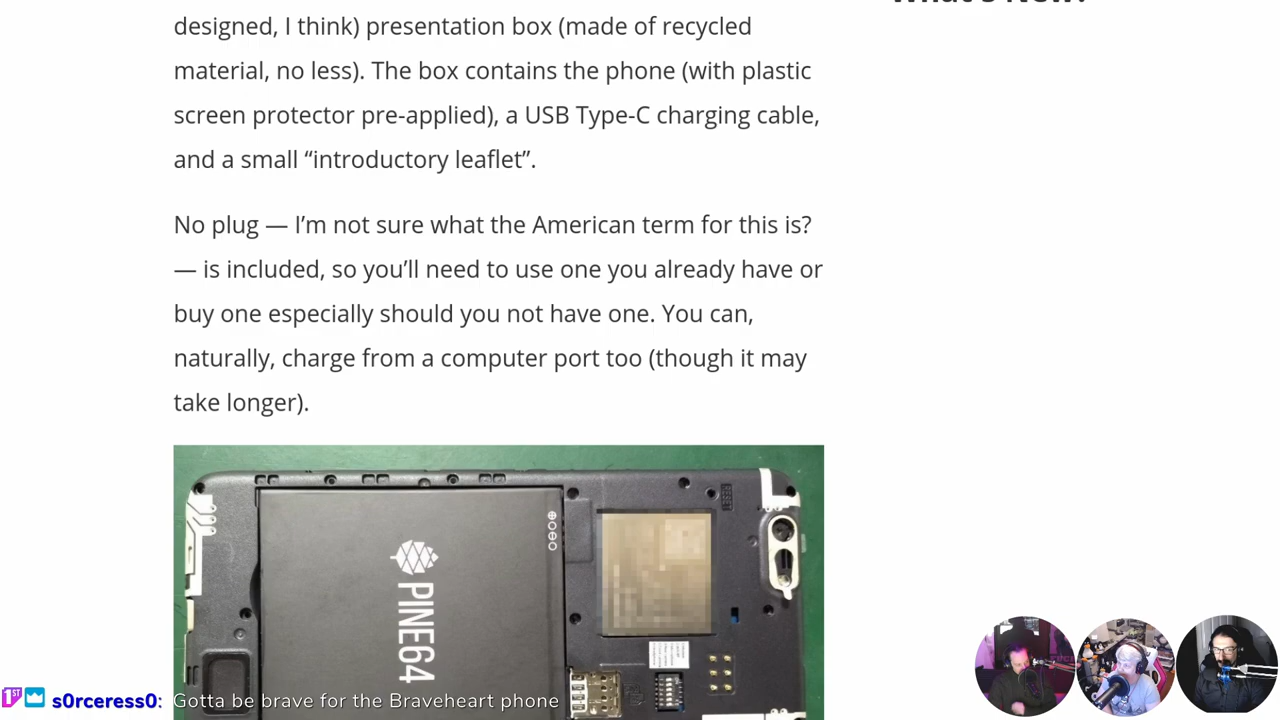 designed, I think) presentation box (made of recycled
material, no less). The box contains the phone (with plastic
screen protector pre-applied), a USB Type-C charging cable,
and a small “introductory leaflet”.
No plug — I’m not sure what the American term for this is?
— is included, so you’ll need to use one you already have or
buy one especially should you not have one. You can,
naturally, charge from a computer port too (though it may
take longer).
PINE64
1ST s0rceress0: Gotta be brave for the Braveheart phone